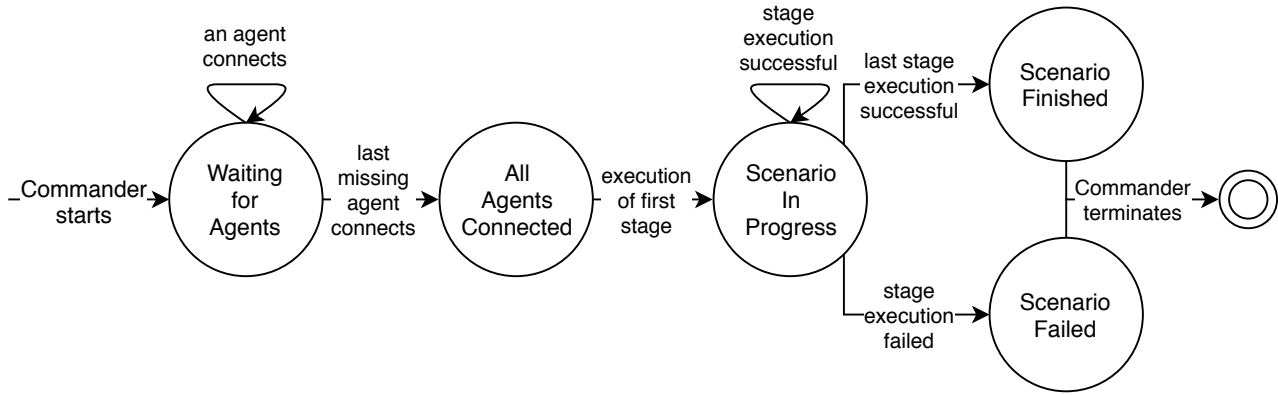 an agent
connects
stage
execution
successful
last stage
execution
successful
Scenario
Finished
Commander
starts
Waiting
for
Agents
last
missing
agent
connects
All
Agents
Connected
execution
of first
stage
Scenario
In
Progress
Commander
terminates
stage
execution
failed
Scenario
Failed